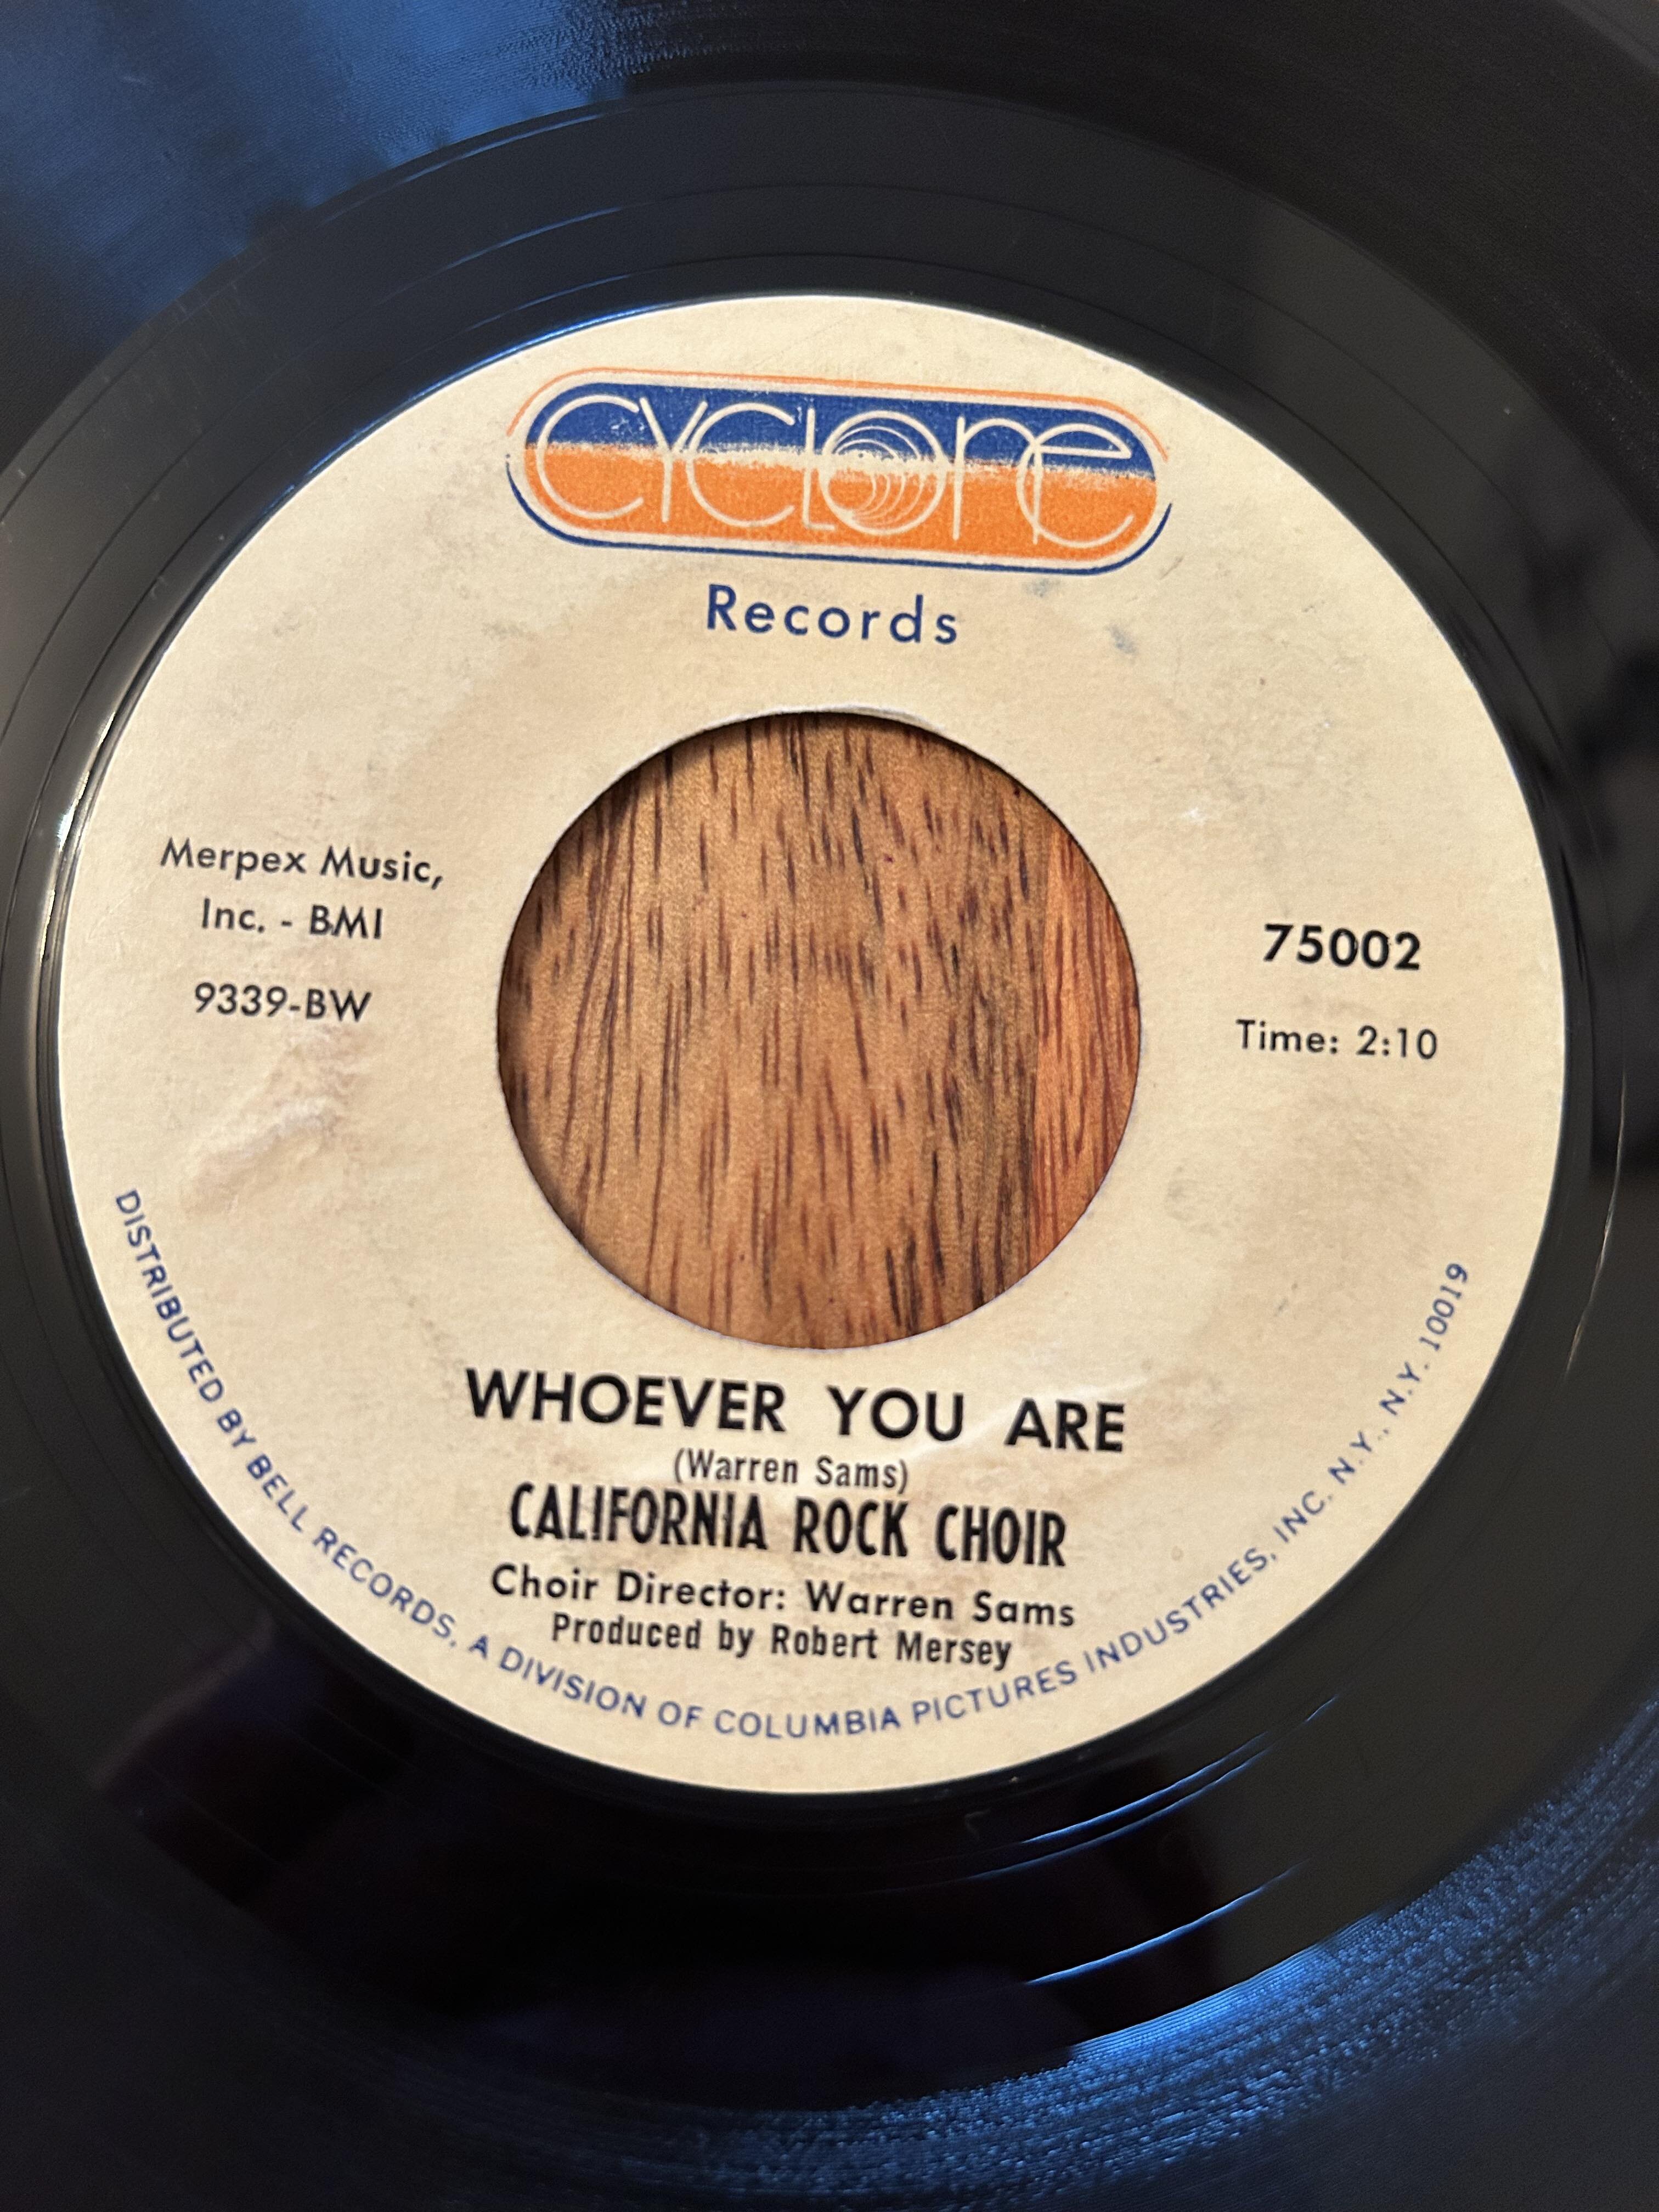 cyclone
Records
Merpex Music,
Inc. - BMI
9339-BW
75002
Time: 2:10
WHOEVER YOU ARE
(Warren Sams)
CALIFORNIA ROCK CHOIR
Choir Director: Warren Sams
Produced by Robert Mersey
DISTRIBUTED BY BELL RECORDS, A DIVISION OF COLUMBIA PICTURES INDUSTRIES, INC. N.Y., N.Y. 10019